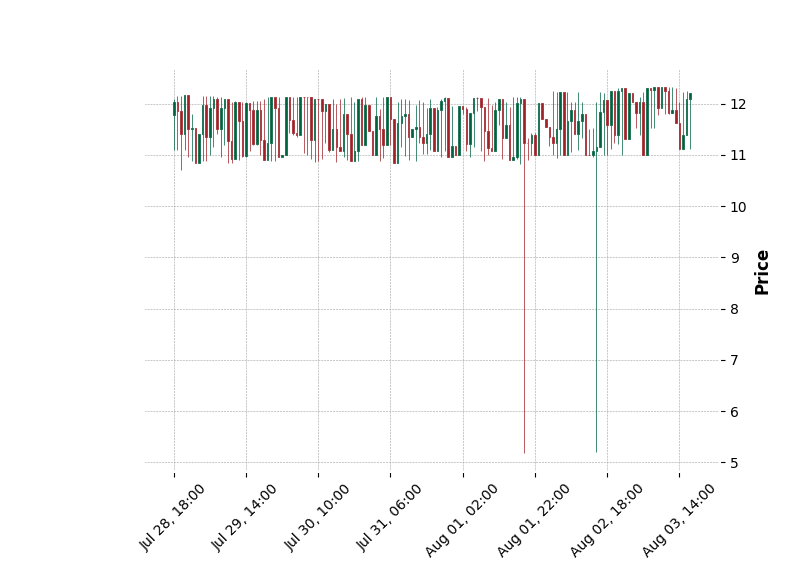 12
11
10
9
8
7
6
5
Price
Jul 28, 18:00
Jul 29, 14:00
Jul 30, 10:00
Jul 31, 06:00
Aug 01, 02:00
Aug 01, 22:00
Aug 02, 18:00
Aug 03, 14:00